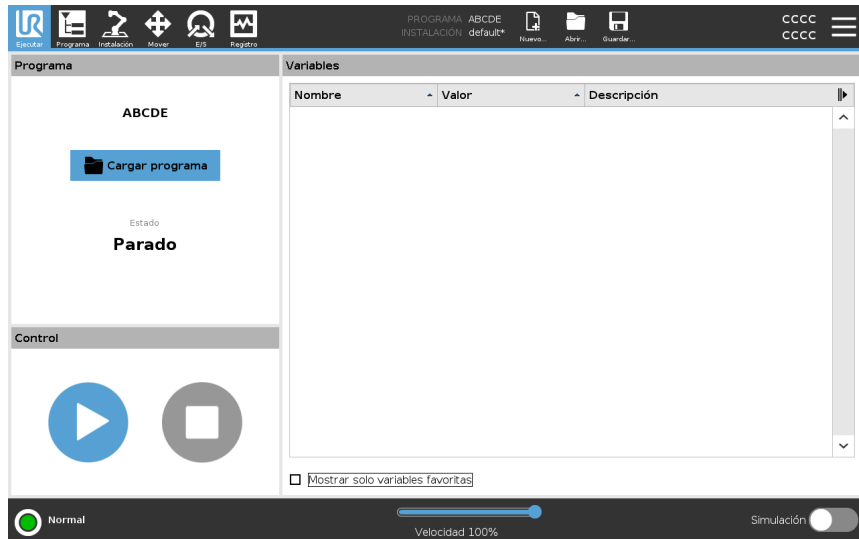 UR
PROGRAMA ABCDE
INSTALACIÓN default*
CCCC
CCCC
Ejecutar Programa Instalación Mover E/S Registro Nuevo... Abrir... Guardar...
Programa
Variables
Nombre Valor Descripción
ABCDE
Cargar programa
Estado
Parado
Control
Mostrar solo variables favoritas
Normal
Velocidad 100%
Simulación